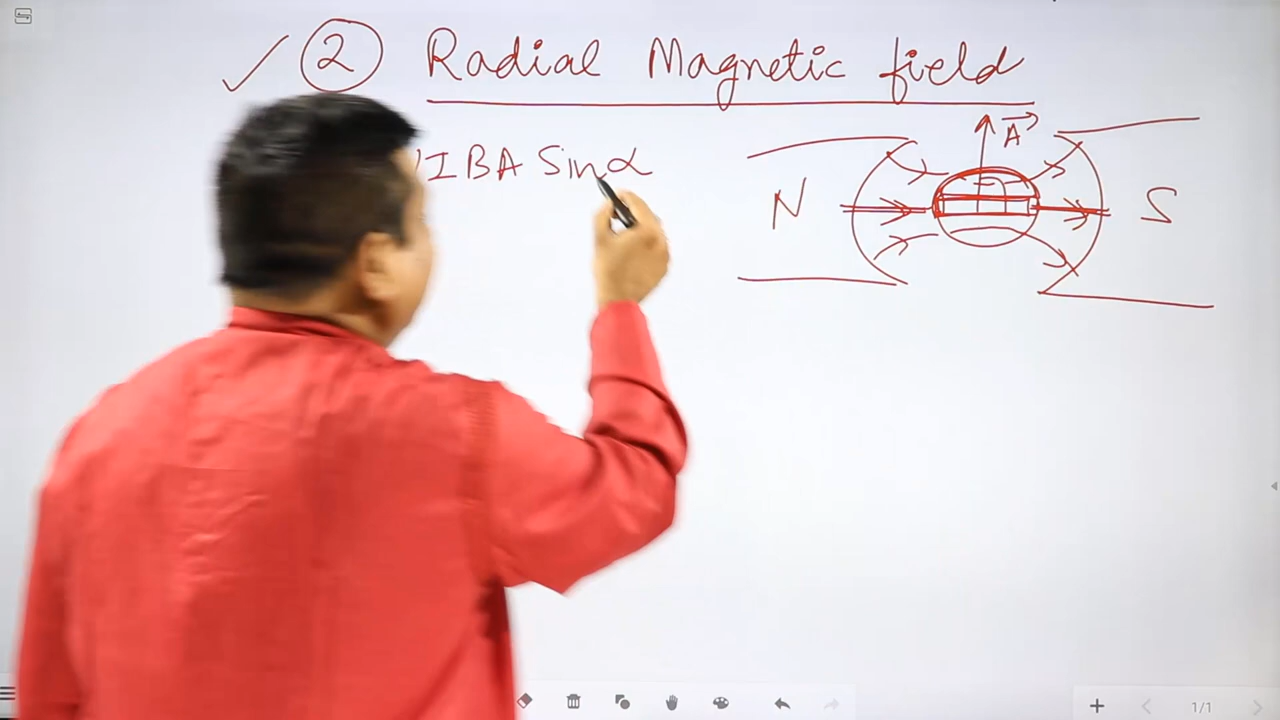 ② Radial Magnetic field
IBA Sinα
A
N
S
1/1